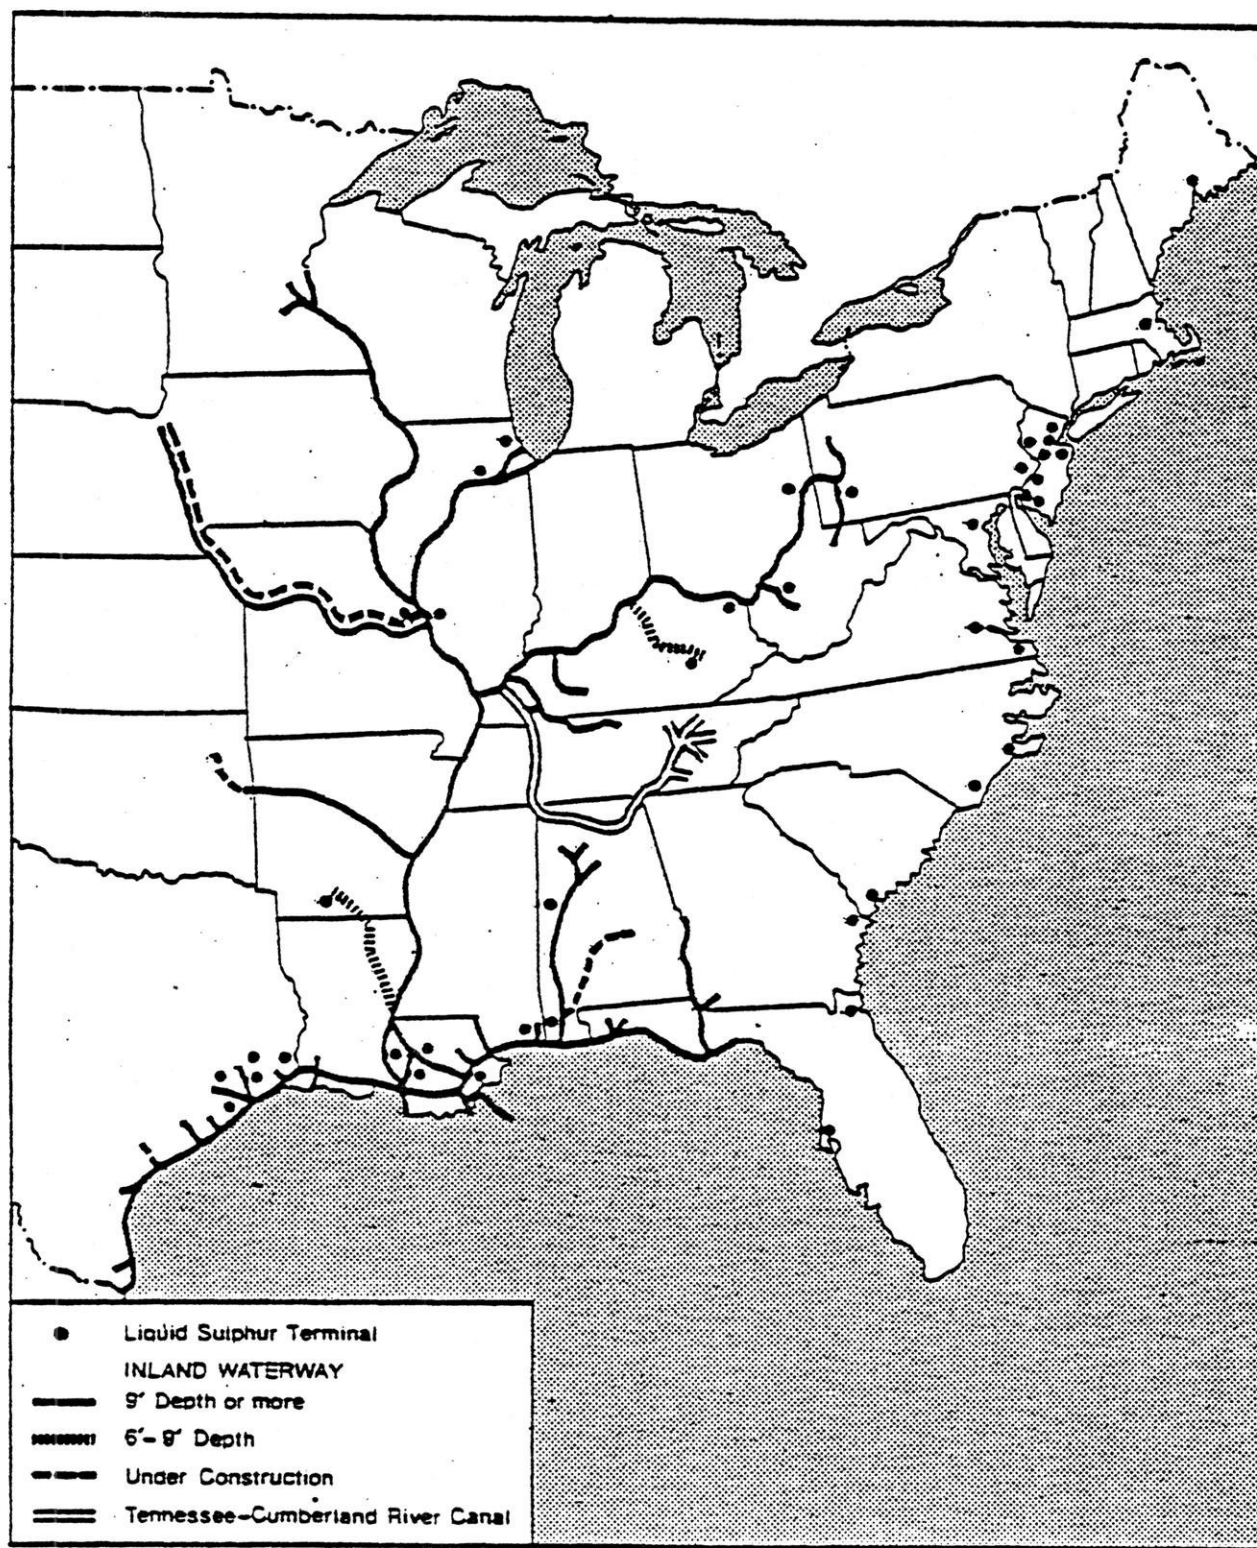 Liquid Sulphur Terminal
INLAND WATERWAY
9' Depth or more
6'-9' Depth
Under Construction
Tennessee-Cumberland River Canal